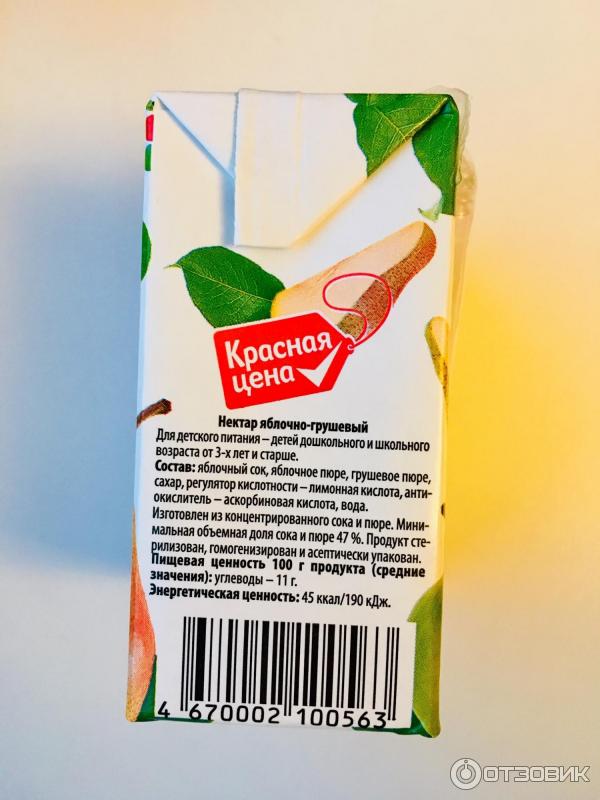 Красная
цена
Нектар яблочно-грушевый
Для детского питания – детей дошкольного и школьного
возраста от 3-х лет и старше.
Состав: яблочный сок, яблочное пюре, грушевое пюре,
сахар, регулятор кислотности – лимонная кислота, анти-
окислитель – аскорбиновая кислота, вода.
Изготовлен из концентрированного сока и пюре. Мини-
мальная объемная доля сока и пюре 47 %. Продукт сте-
рилизован, гомогенизирован и асептически упакован.
Пищевая ценность 100 г продукта (средние
значения): углеводы – 11 г.
Энергетическая ценность: 45 ккал/190 кДж.
4 670002 100563
ОТЗОВИК